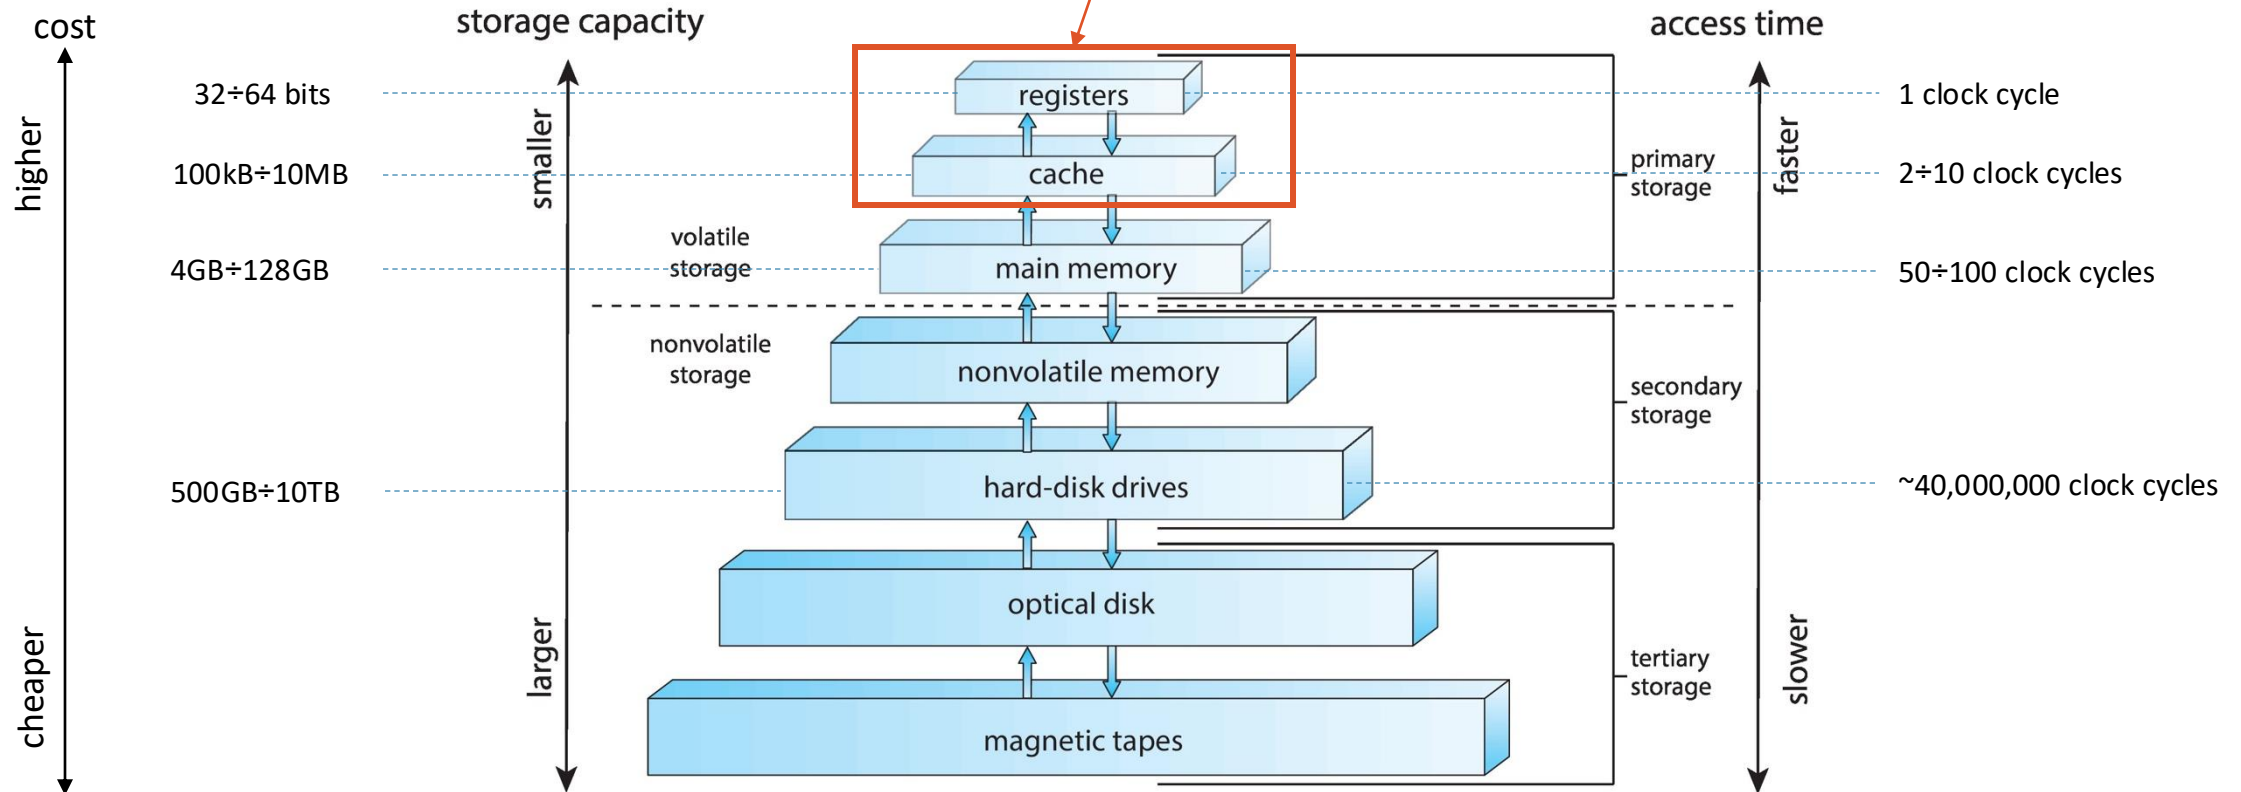 cost
storage capacity
access time
higher
cheaper
smaller
larger
faster
slower
32÷64 bits
registers
1 clock cycle
100kB÷10MB
cache
2÷10 clock cycles
primary
storage
volatile
storage
4GB÷128GB
main memory
50÷100 clock cycles
nonvolatile
storage
nonvolatile memory
secondary
storage
500GB÷10TB
hard-disk drives
~40,000,000 clock cycles
optical disk
tertiary
storage
magnetic tapes